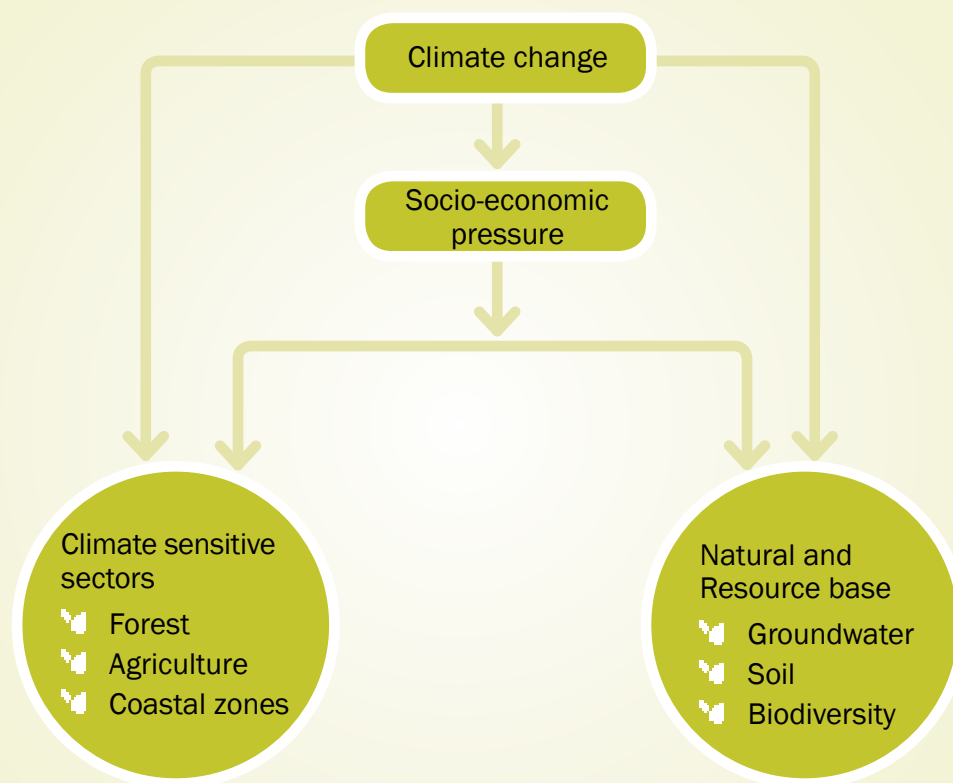 Climate change
Socio-economic
pressure
Climate sensitive
sectors
Forest
Agriculture
Coastal zones
Natural and
Resource base
Groundwater
Soil
Biodiversity